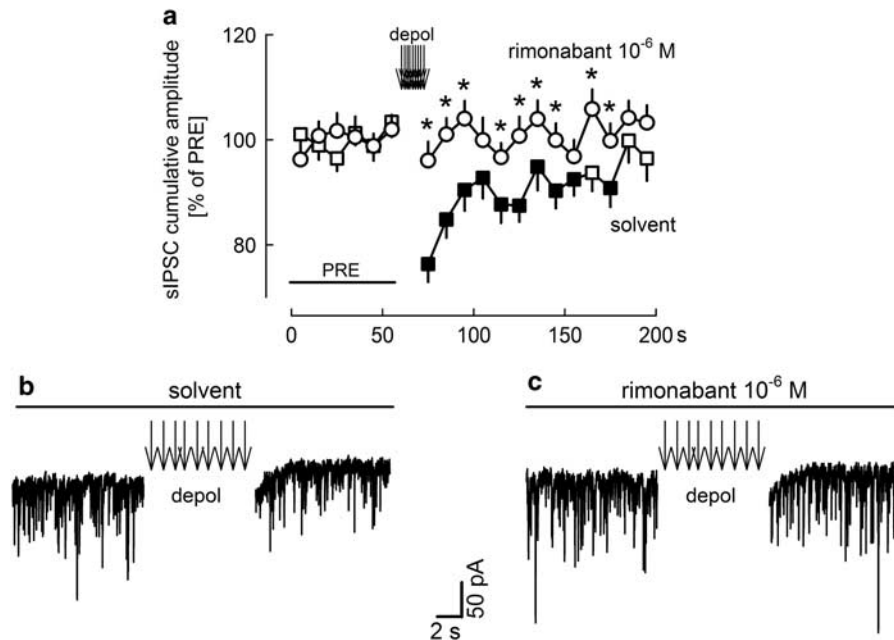 a
depol
rimonabant 10⁻⁶ M
sIPSC cumulative amplitude
[% of PRE]
120
100
80
* * * * * * * * *
solvent
PRE
0 50 100 150 200 s
b
solvent
depol
50 pA
2 s
c
rimonabant 10⁻⁶ M
depol